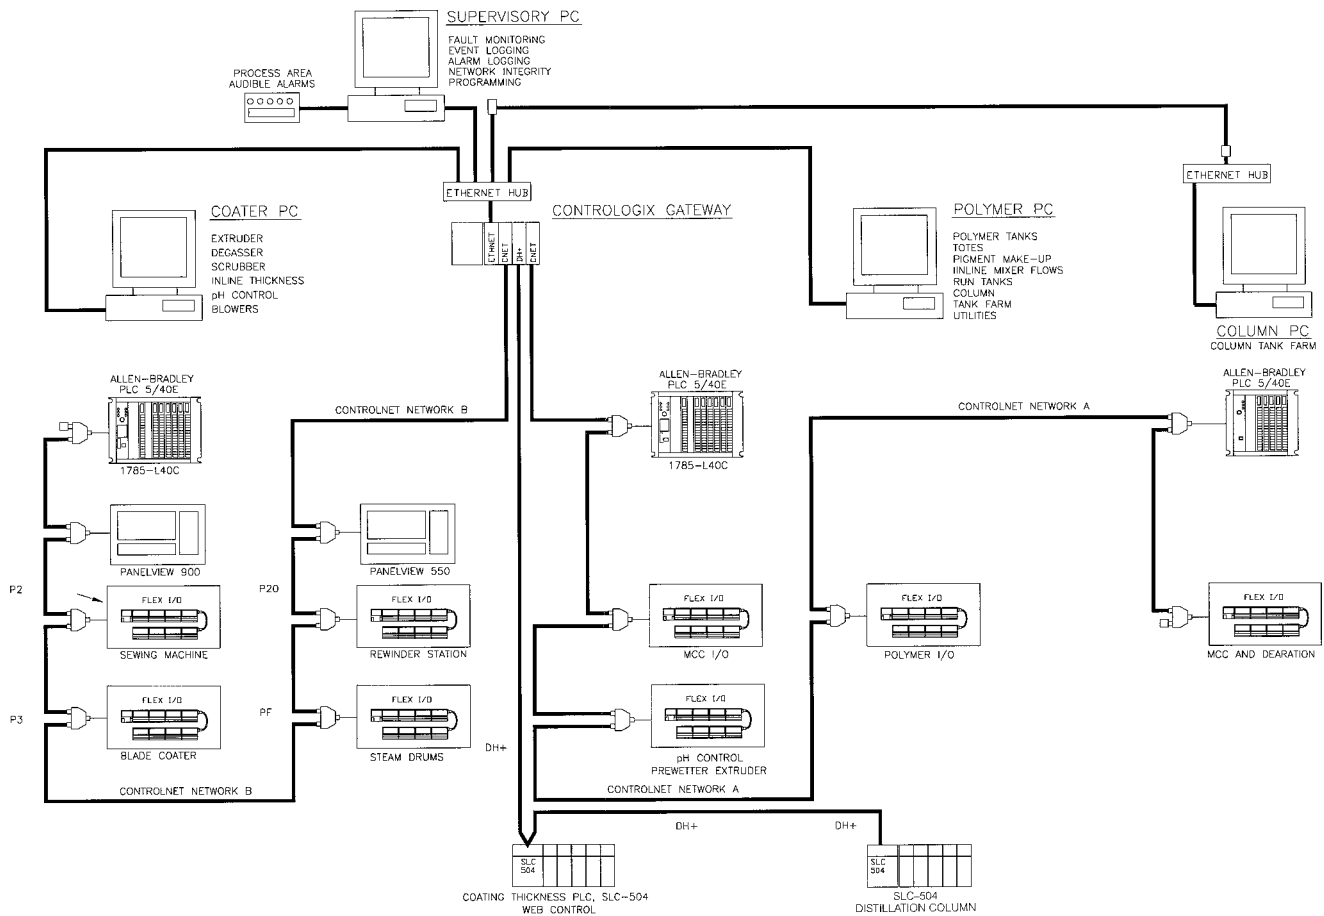 SUPERVISORY PC
FAULT MONITORING
EVENT LOGGING
ALARM LOGGING
NETWORK INTEGRITY
PROGRAMMING
PROCESS AREA
AUDIBLE ALARMS
ETHERNET HUB
ETHERNET HUB
COATER PC
EXTRUDER
DEGASSER
SCRUBBER
INLINE THICKNESS
pH CONTROL
BLOWERS
ETHNET
CNET
DH+
CNET
CONTROLOGIX GATEWAY
POLYMER PC
POLYMER TANKS
TOTES
PIGMENT MAKE-UP
INLINE MIXER FLOWS
RUN TANKS
COLUMN
TANK FARM
UTILITIES
COLUMN PC
COLUMN TANK FARM
ALLEN-BRADLEY
PLC 5/40E
1785-L40C
CONTROLNET NETWORK B
ALLEN-BRADLEY
PLC 5/40E
1785-L40C
CONTROLNET NETWORK A
ALLEN-BRADLEY
PLC 5/40E
PANELVIEW 900
PANELVIEW 550
P2
FLEX I/O
SEWING MACHINE
P20
FLEX I/O
REWINDER STATION
FLEX I/O
MCC I/O
FLEX I/O
POLYMER I/O
FLEX I/O
MCC AND DEARATION
P3
FLEX I/O
BLADE COATER
PF
FLEX I/O
STEAM DRUMS
DH+
FLEX I/O
pH CONTROL
PREWETTER EXTRUDER
CONTROLNET NETWORK B
CONTROLNET NETWORK A
DH+
DH+
SLC
504
COATING THICKNESS PLC, SLC-504
WEB CONTROL
SLC
504
SLC-504
DISTILLATION COLUMN